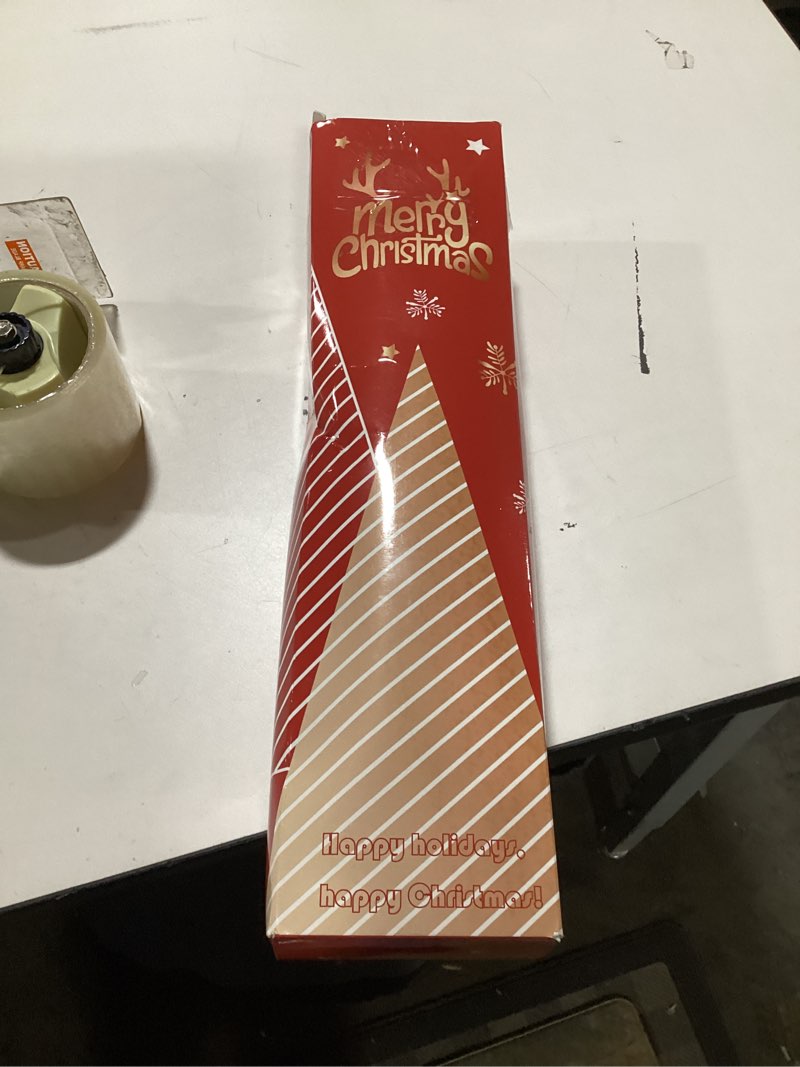 Merry
Christmas
Happy holidays,
happy Christmas!